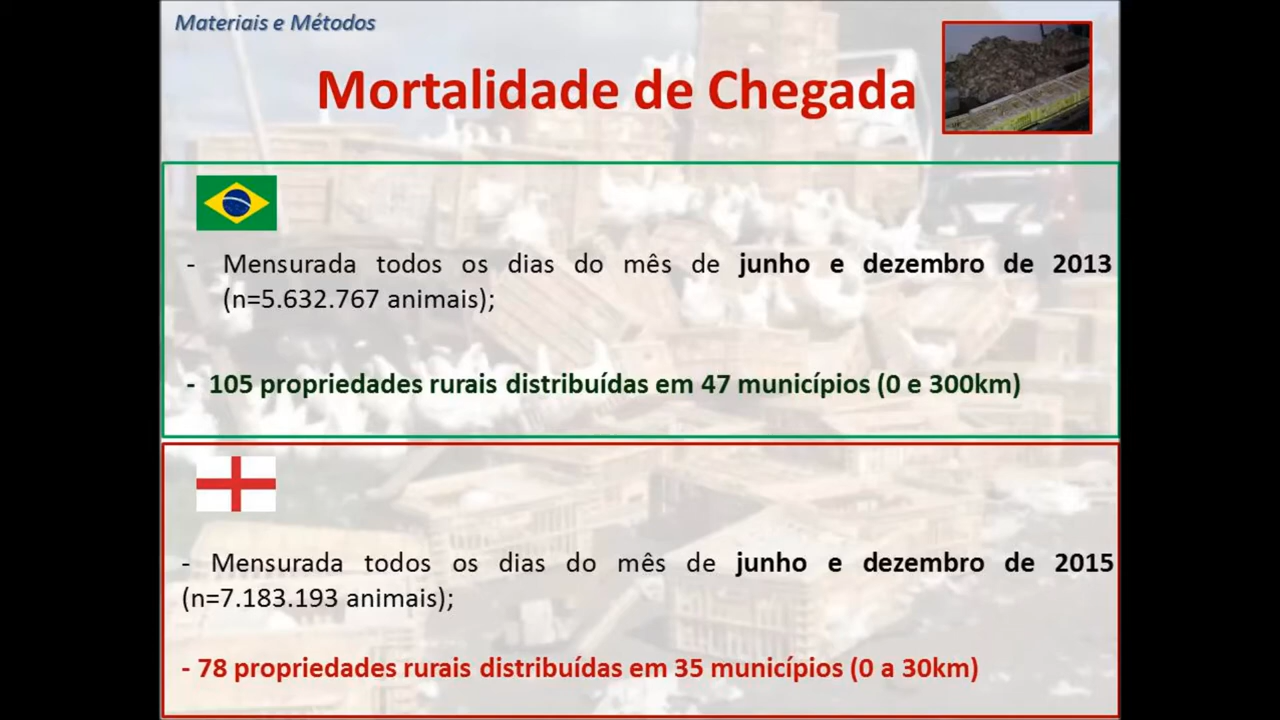 Materiais e Métodos
Mortalidade de Chegada
- Mensurada todos os dias do mês de junho e dezembro de 2013
(n=5.632.767 animais);
- 105 propriedades rurais distribuídas em 47 municípios (0 e 300km)
- Mensurada todos os dias do mês de junho e dezembro de 2015
(n=7.183.193 animais);
- 78 propriedades rurais distribuídas em 35 municípios (0 a 30km)